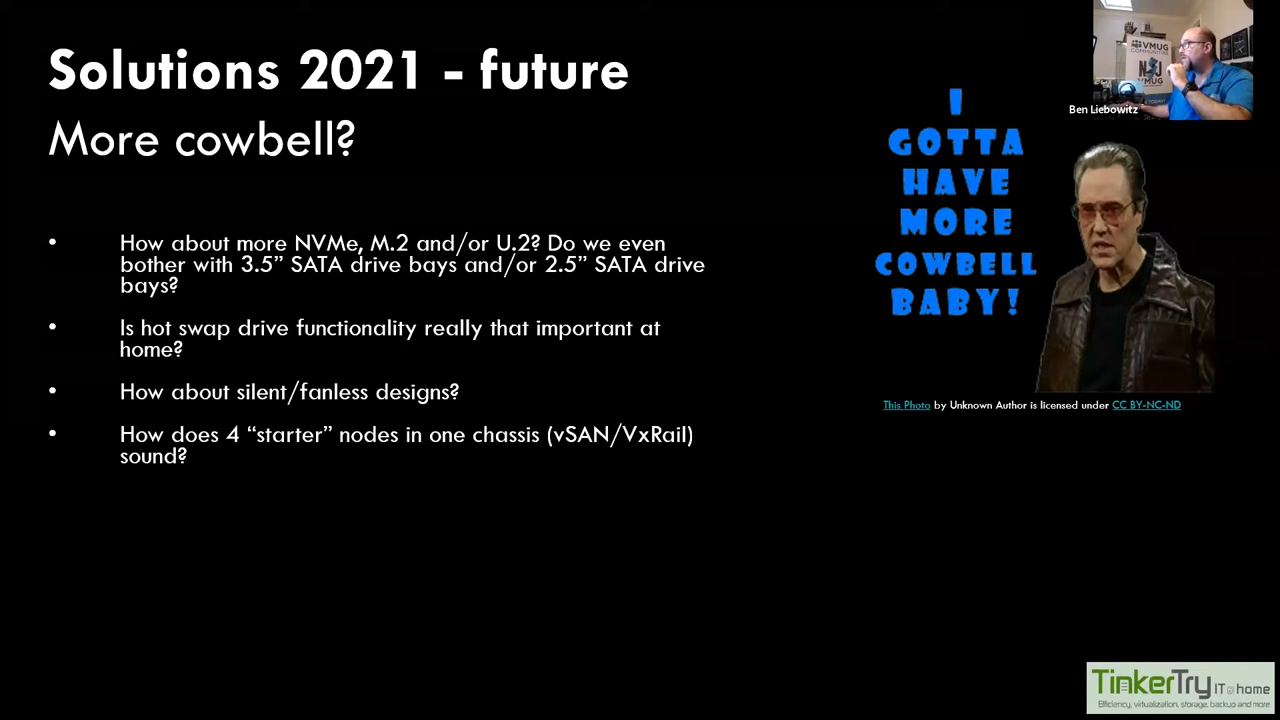 Solutions 2021 - future
More cowbell?
• How about more NVMe, M.2 and/or U.2? Do we even
bother with 3.5” SATA drive bays and/or 2.5” SATA drive
bays?
• Is hot swap drive functionality really that important at
home?
• How about silent/fanless designs?
• How does 4 “starter” nodes in one chassis (vSAN/VxRail)
sound?
I
GOTTA
HAVE
MORE
COWBELL
BABY!
This Photo by Unknown Author is licensed under CC BY-NC-ND
VMUG
COMMUNITIES
NJ
VMUG
Ben Liebowitz
TinkerTry IT @ home
Efficiency, virtualization, storage, backup and more